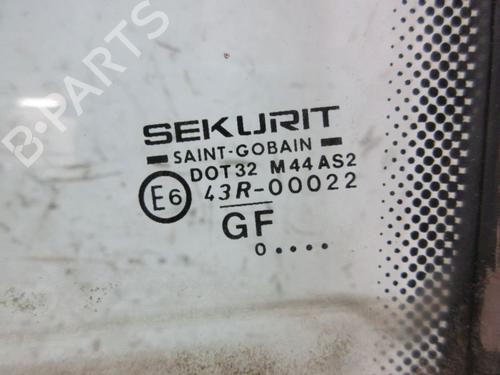 B-PARTS
SEKURIT
SAINT-GOBAIN
DOT32 M44AS2
E6 43R-00022
GF
0....